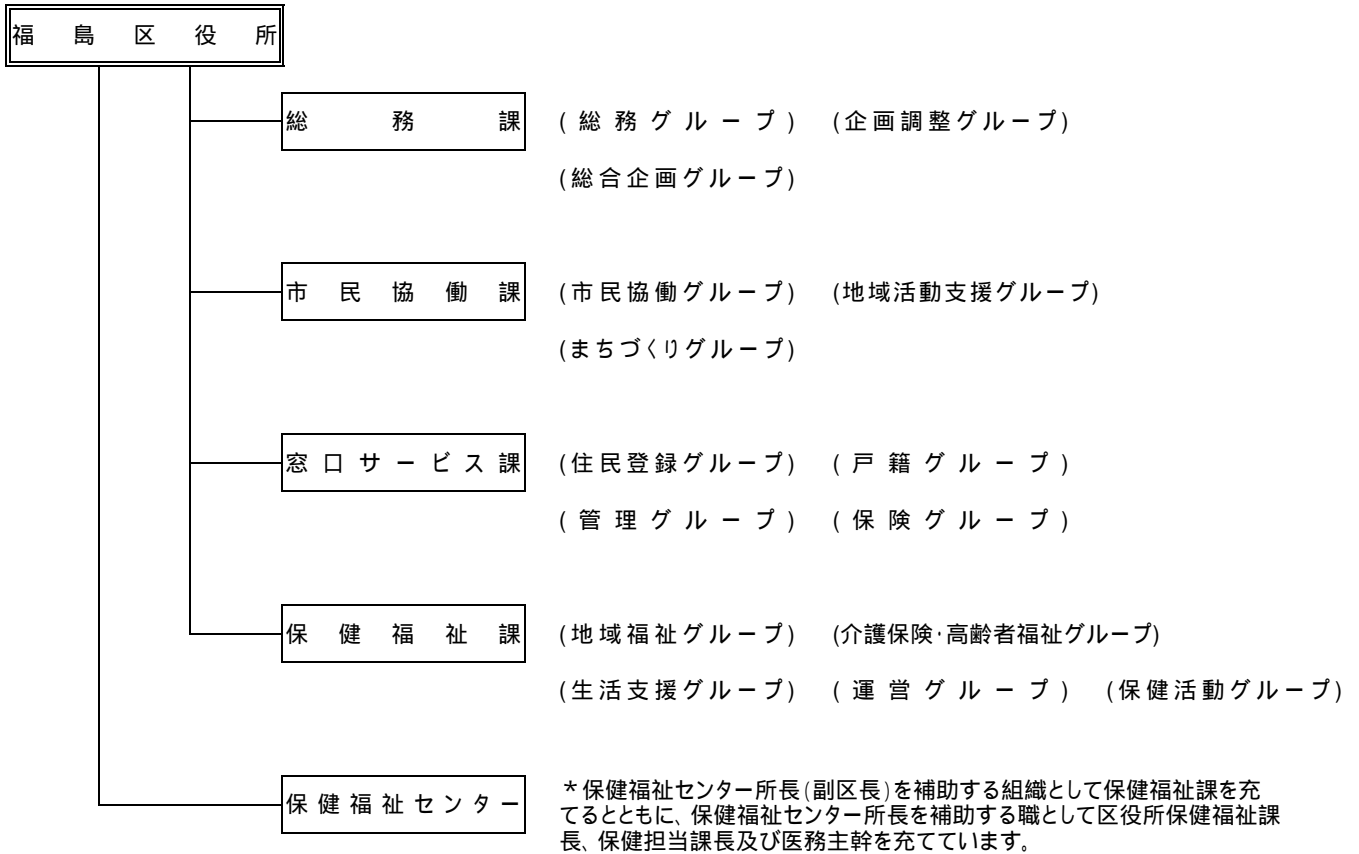 福島区役所
総務課 (総務グループ) (企画調整グループ)
(総合企画グループ)
市民協働課 (市民協働グループ) (地域活動支援グループ)
(まちづくりグループ)
窓口サービス課 (住民登録グループ) (戸籍グループ)
(管理グループ) (保険グループ)
保健福祉課 (地域福祉グループ) (介護保険・高齢者福祉グループ)
(生活支援グループ) (運営グループ) (保健活動グループ)
保健福祉センター
＊保健福祉センター所長(副区長)を補助する組織として保健福祉課を充
てるとともに、保健福祉センター所長を補助する職として区役所保健福祉課
長、保健担当課長及び医務主幹を充てています。